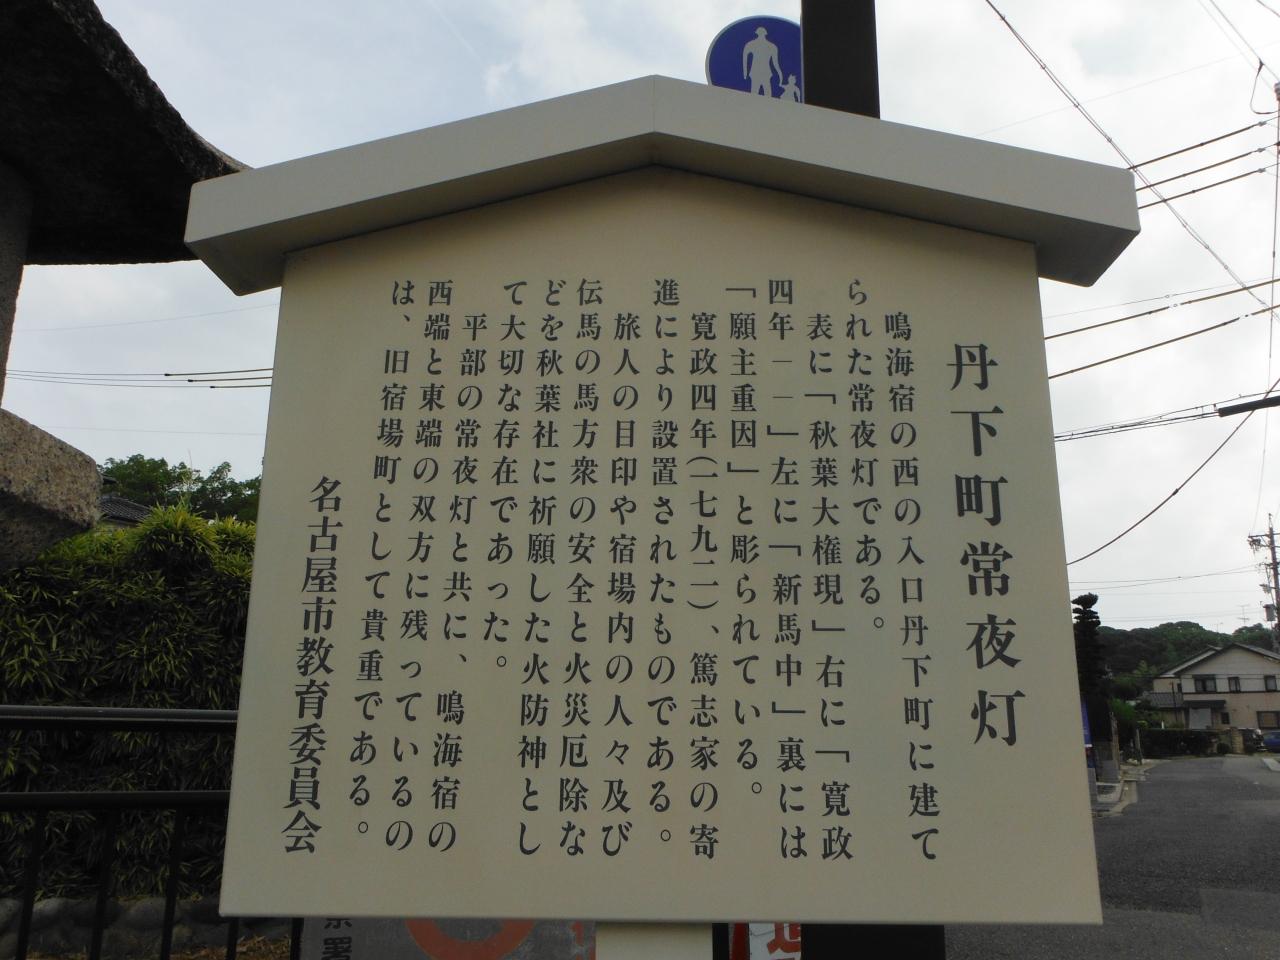 丹下町常夜灯
鳴海宿の西の入口丹下町に建て
られた常夜灯である。
表に「秋葉大権現」右に「寛政
四年――」左に「新馬中」裏には
「願主重因」と彫られている。
寛政四年(一七九二)、篤志家の寄
進により設置されたものである。
旅人の目印や宿場内の人々及び
伝馬の馬方衆の安全と火災厄除な
どを秋葉社に祈願した火防神とし
て大切な存在であった。
平部の常夜灯と共に、鳴海宿の
西端と東端の双方に残っているの
は、旧宿場町として貴重である。
名古屋市教育委員会